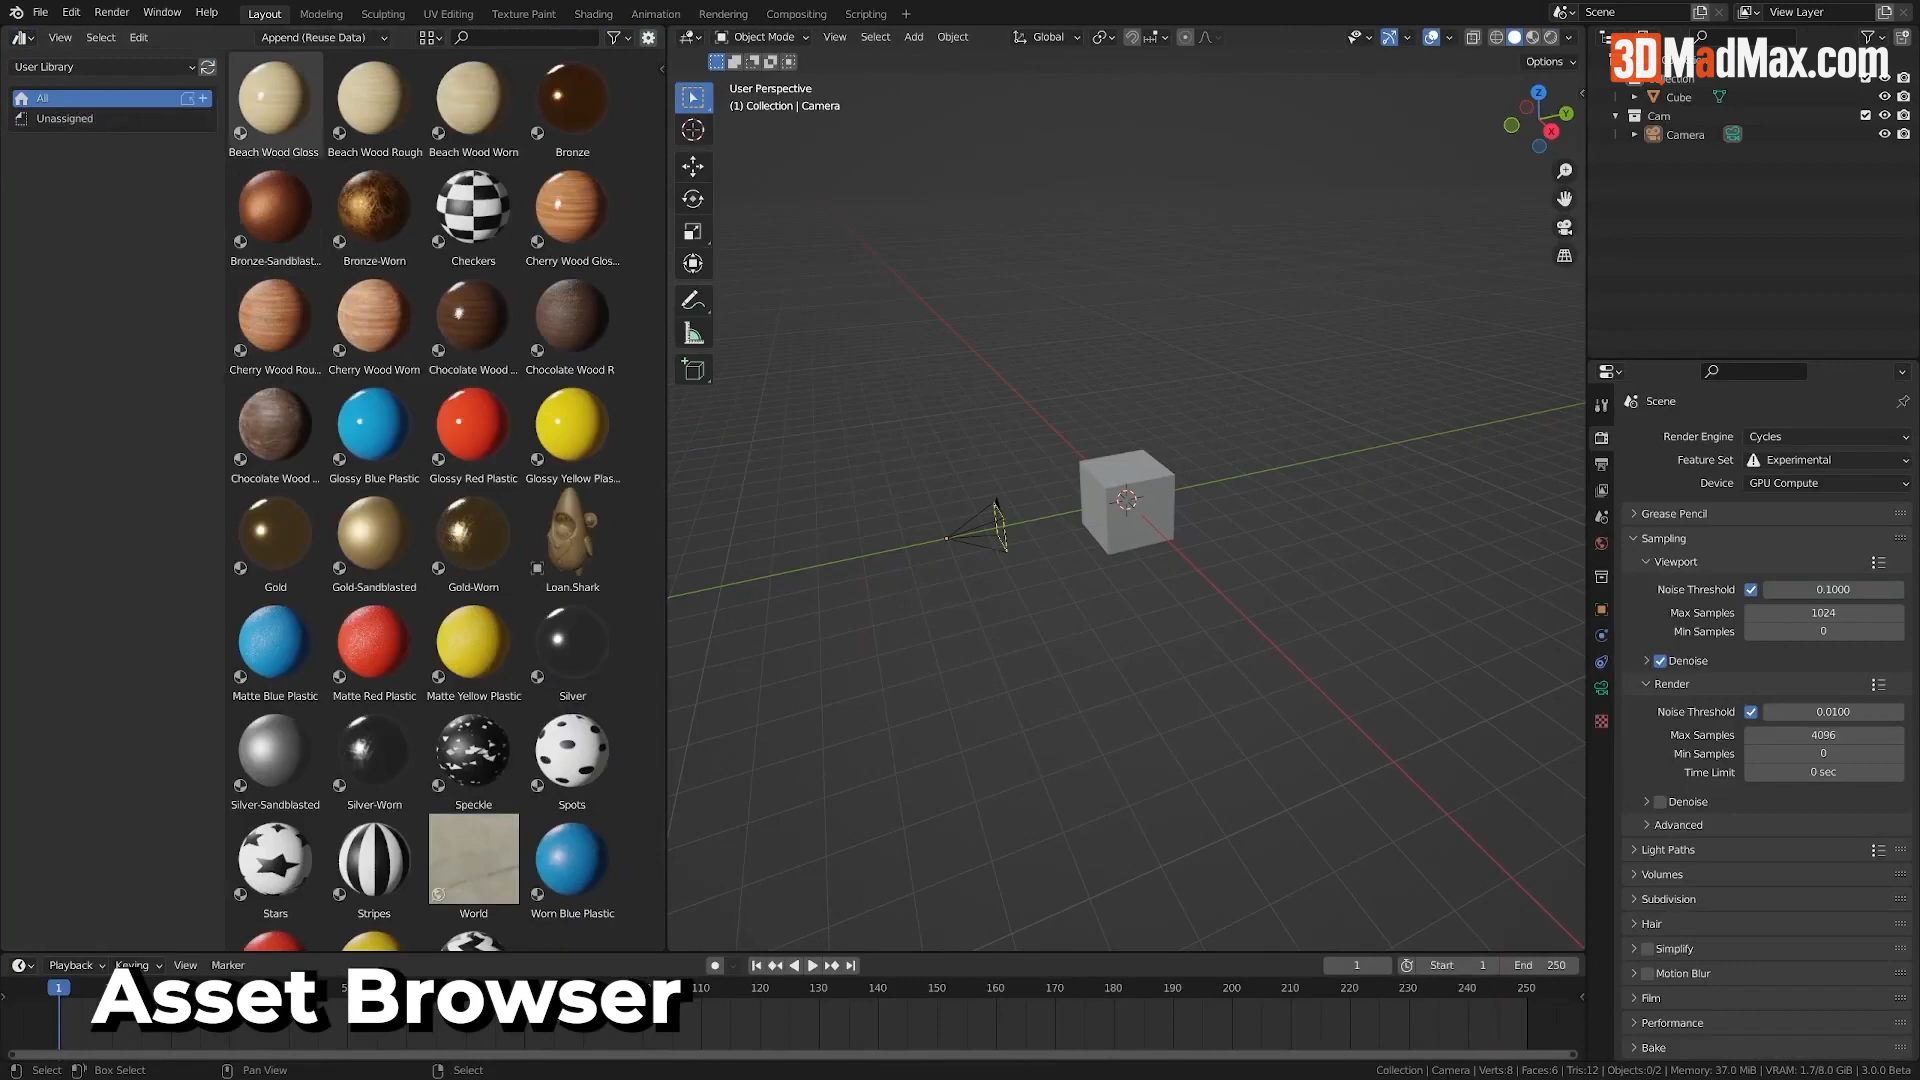 File Edit Render Window Help Layout Modeling Sculpting UV Editing Texture Paint Shading Animation Rendering Compositing Scripting + Scene View Layer
View Select Edit Append (Reuse Data) Object Mode View Select Add Object Global
3DMadMax.com
User Library
Options
All
Unassigned
User Perspective
(1) Collection | Camera
Z
Y
X
Cube
Cam
Camera
Beach Wood Gloss Beach Wood Rough Beach Wood Worn Bronze
Bronze-Sandblast... Bronze-Worn Checkers Cherry Wood Glos...
Cherry Wood Rou... Cherry Wood Worn Chocolate Wood ... Chocolate Wood R
Chocolate Wood ... Glossy Blue Plastic Glossy Red Plastic Glossy Yellow Plas...
Gold Gold-Sandblasted Gold-Worn Loan.Shark
Matte Blue Plastic Matte Red Plastic Matte Yellow Plastic Silver
Silver-Sandblasted Silver-Worn Speckle Spots
Stars Stripes World Worn Blue Plastic
Scene
Render Engine Cycles
Feature Set Experimental
Device GPU Compute
Grease Pencil
Sampling
Viewport
Noise Threshold 0.1000
Max Samples 1024
Min Samples 0
Denoise
Render
Noise Threshold 0.0100
Max Samples 4096
Min Samples 0
Time Limit 0 sec
Denoise
Advanced
Light Paths
Volumes
Subdivision
Hair
Simplify
Motion Blur
Film
Performance
Bake
Playback Keying View Marker 1 Start 1 End 250
1 110 120 130 140 150 160 170 180 190 200 210 220 230 240 250
Asset Browser
Select Box Select Pan View Select Collection | Camera | Verts:8 | Faces:6 | Tris:12 | Objects:0/2 | Memory: 37.0 MiB | VRAM: 1.7/8.0 GiB | 3.0.0 Beta